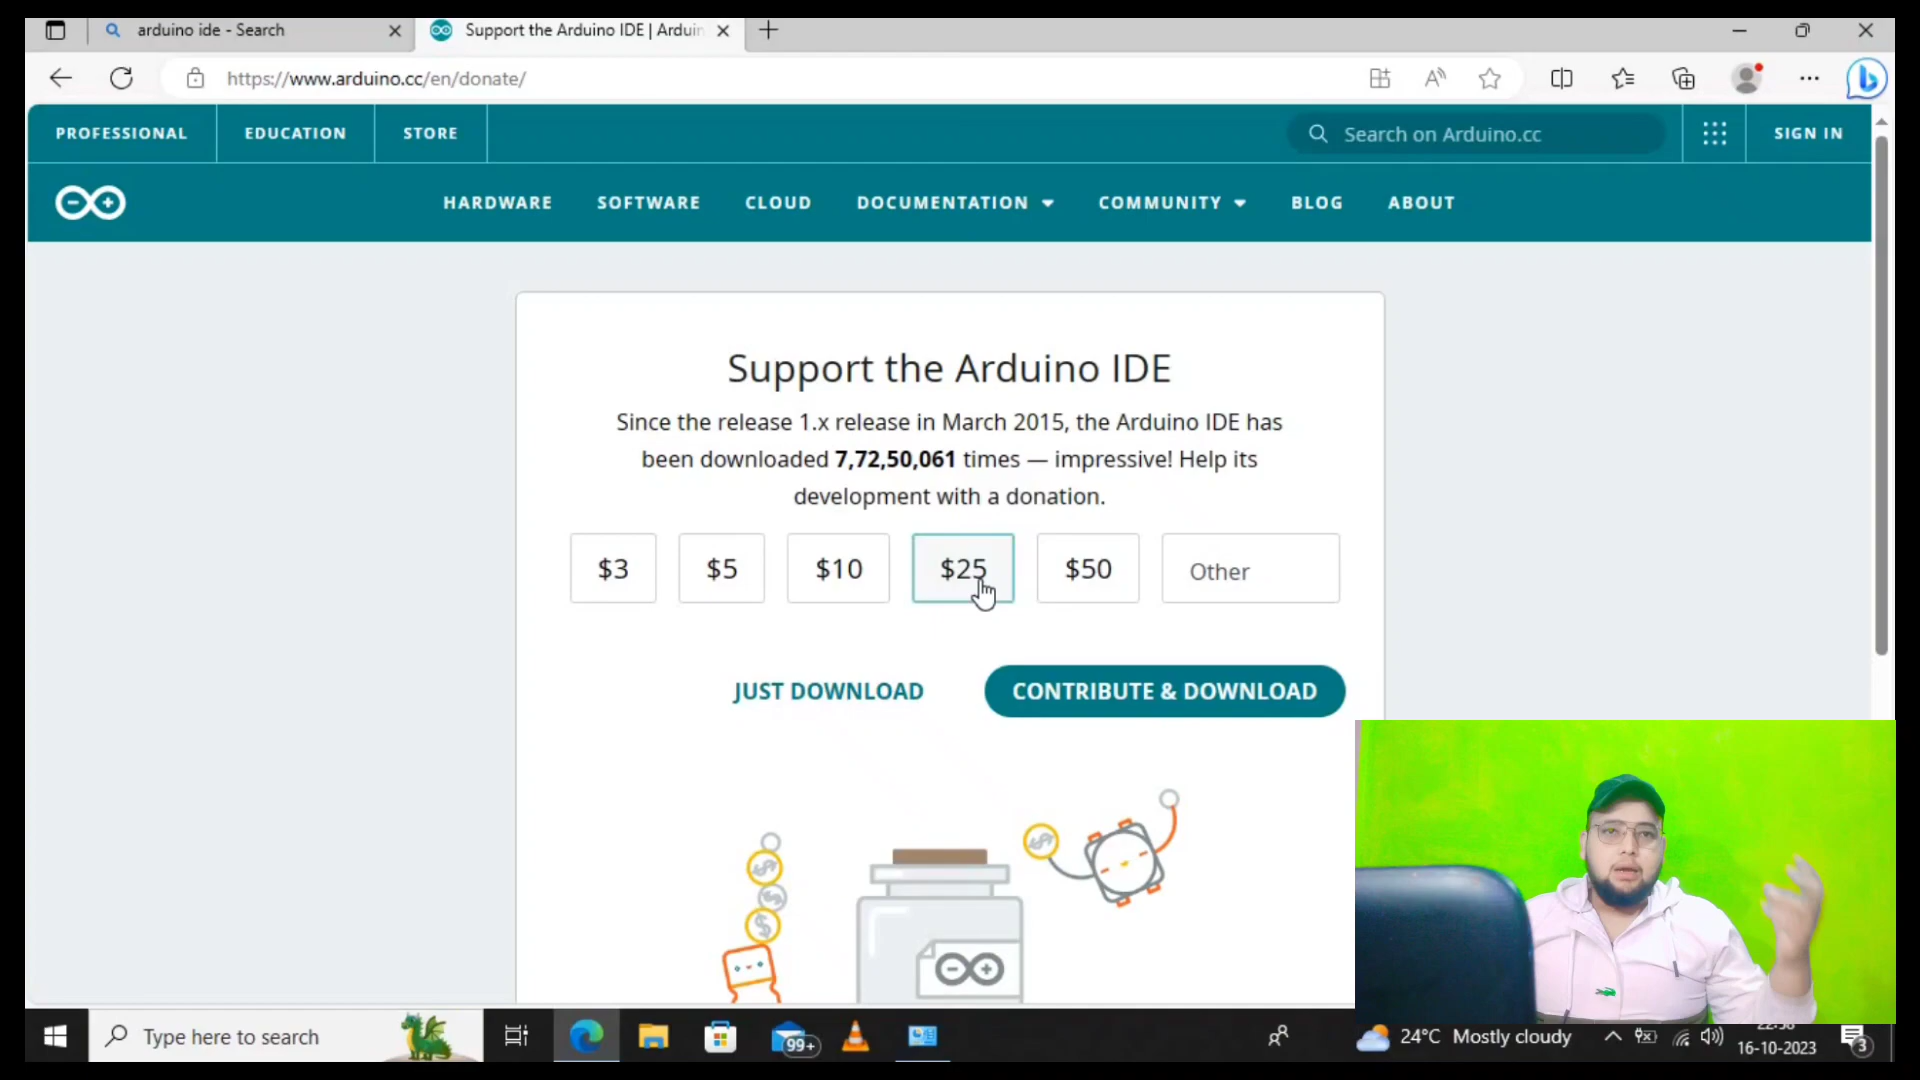 arduino ide - Search
Support the Arduino IDE | Arduin
https://www.arduino.cc/en/donate/
PROFESSIONAL
EDUCATION
STORE
Search on Arduino.cc
SIGN IN
HARDWARE
SOFTWARE
CLOUD
DOCUMENTATION
COMMUNITY
BLOG
ABOUT
Support the Arduino IDE
Since the release 1.x release in March 2015, the Arduino IDE has
been downloaded 7,72,50,061 times — impressive! Help its
development with a donation.
$3
$5
$10
$25
$50
Other
JUST DOWNLOAD
CONTRIBUTE & DOWNLOAD
Type here to search
99+
24°C Mostly cloudy
16-10-2023
3